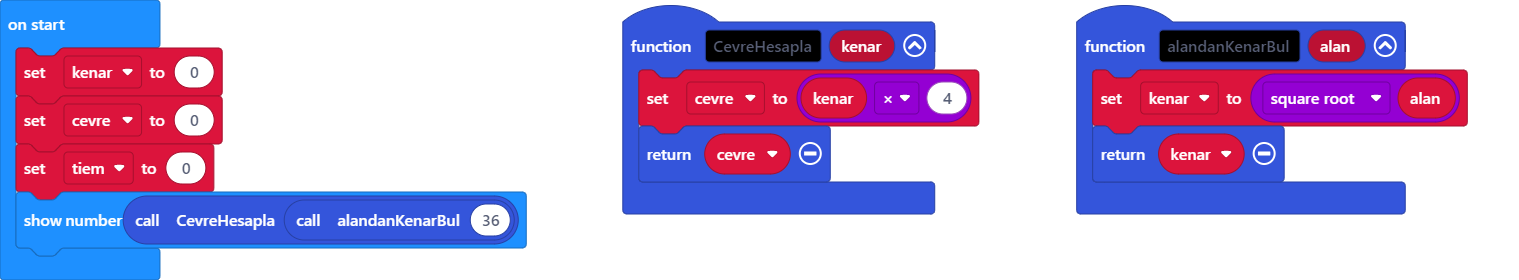 on start
set kenar to 0
set cevre to 0
set tiem to 0
show number call CevreHesapla call alandanKenarBul 36
function CevreHesapla kenar
set cevre to kenar × 4
return cevre
function alandanKenarBul alan
set kenar to square root alan
return kenar